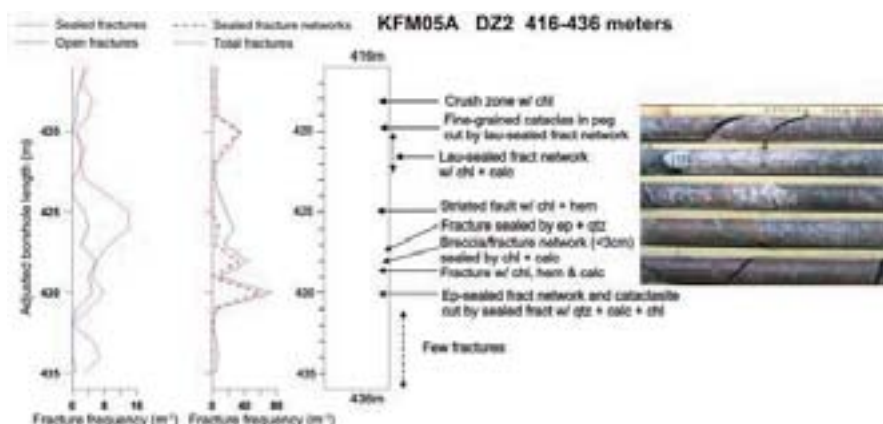 Sealed fractures
Sealed fracture networks
Open fractures
Total fractures
KFM05A DZ2 416-436 meters
416m
Crush zone w/ chl
Fine-grained cataclas in peg
cut by lau-sealed fract network
Lau-sealed fract network
w/ chl + calc
Striated fault w/ chl + hem
Fracture sealed by ep + qtz
Breccia/fracture network (<3cm)
sealed by chl + calc
Fracture w/ chl, hem & calc
Ep-sealed fract network and cataclasite
cut by sealed fract w/ qtz + calc + chl
Few fractures
436m
Adjusted borehole length (m)
420
425
435
0 8 16
Fracture frequency (m⁻¹)
0 40 80
Fracture frequency (m⁻¹)
420
425
435